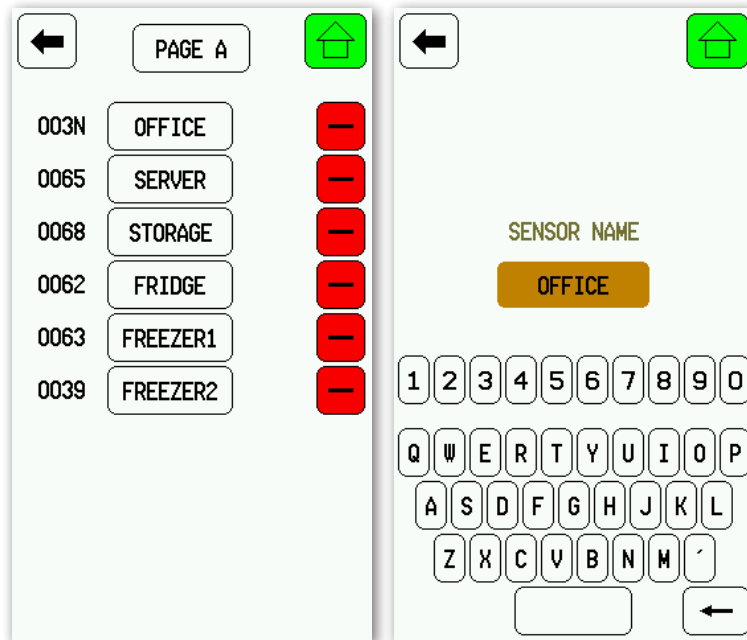 PAGE A
003N OFFICE
0065 SERVER
0068 STORAGE
0062 FRIDGE
0063 FREEZER1
0039 FREEZER2
SENSOR NAME
OFFICE
1 2 3 4 5 6 7 8 9 0
Q W E R T Y U I O P
A S D F G H J K L
Z X C V B N M ´